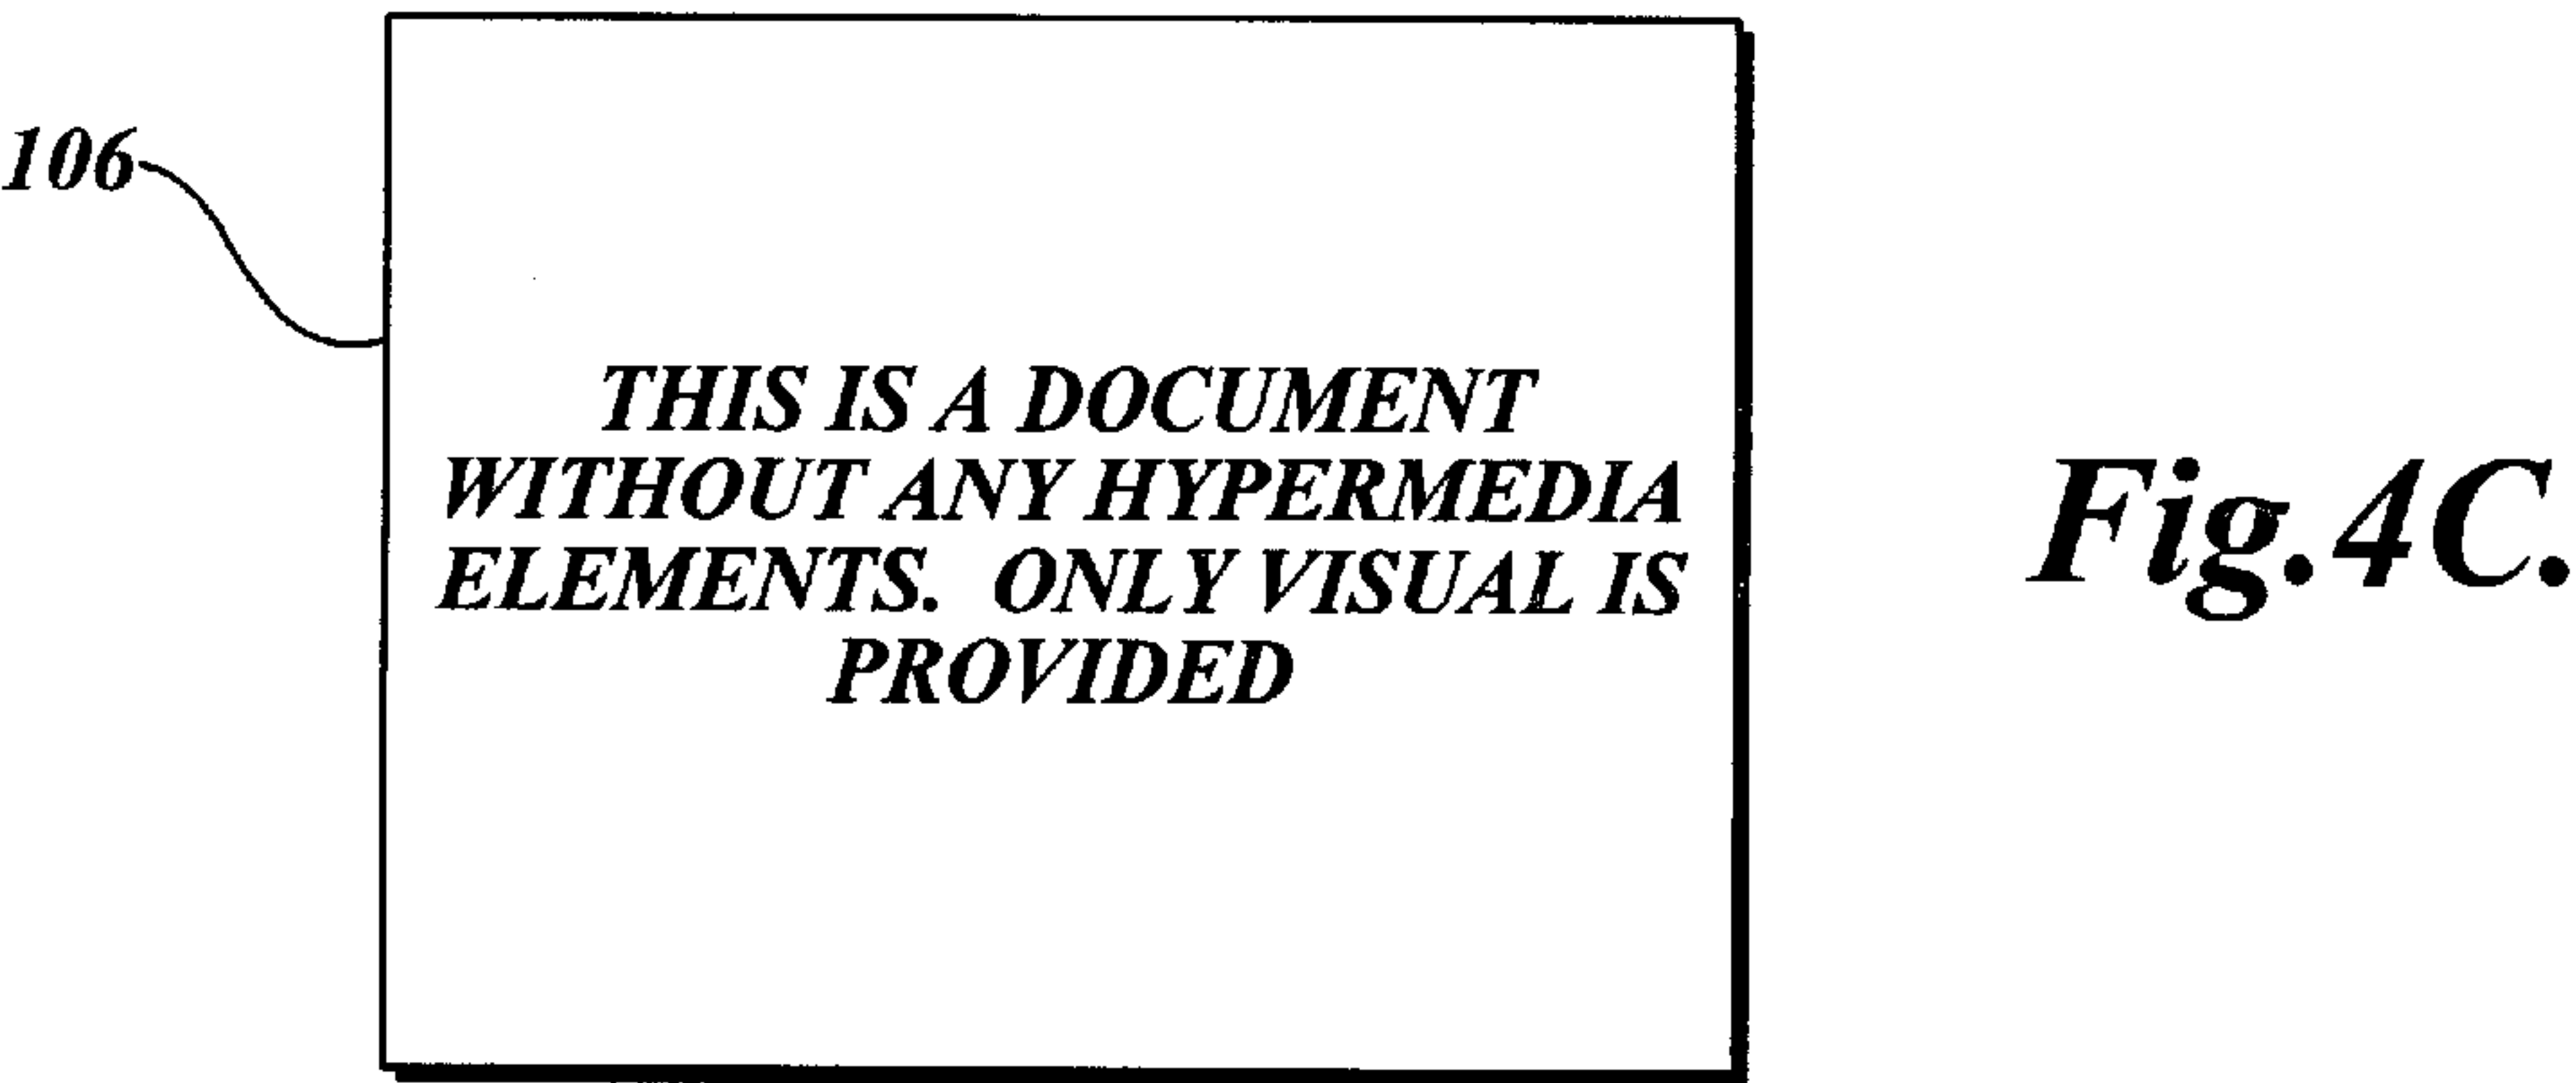 106
THIS IS A DOCUMENT
WITHOUT ANY HYPERMEDIA
ELEMENTS.  ONLY VISUAL IS
PROVIDED
Fig.4C.